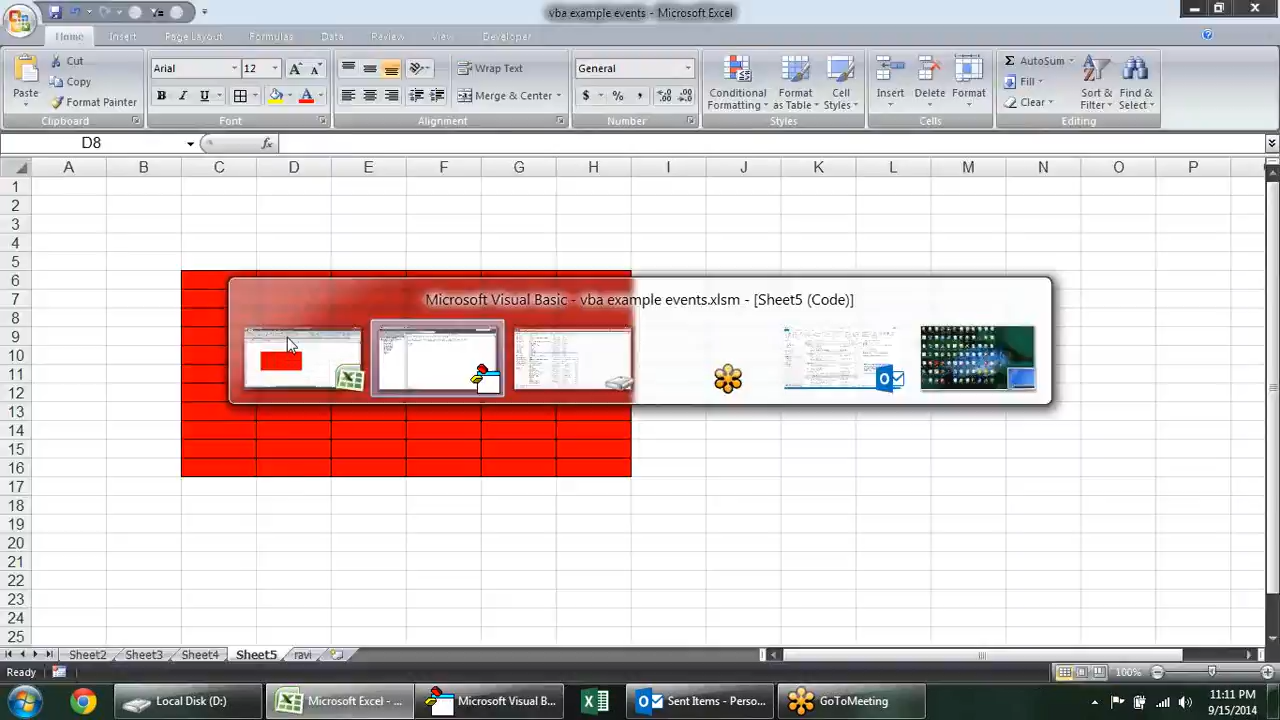 vba example events - Microsoft Excel
Home Insert Page Layout Formulas Data Review View Developer
Cut
Copy
Format Painter
Paste
Clipboard
Arial 12
B I U A
Font
Wrap Text
Merge & Center
Alignment
General
$ % ,
Number
Conditional Formatting
Format as Table
Cell Styles
Styles
Insert Delete Format
Cells
AutoSum
Fill
Clear
Sort & Filter
Find & Select
Editing
D8 fx
A B C D E F G H I J K L M N O P
1
2
3
4
5
6
7
8
9
10
11
12
13
14
15
16
17
18
19
20
21
22
23
24
25
Microsoft Visual Basic - vba example events.xlsm - [Sheet5 (Code)]
Sheet2 Sheet3 Sheet4 Sheet5 ravi
Ready 100%
Local Disk (D:) Microsoft Excel - ... Microsoft Visual B... Sent Items - Perso... GoToMeeting
11:11 PM
9/15/2014